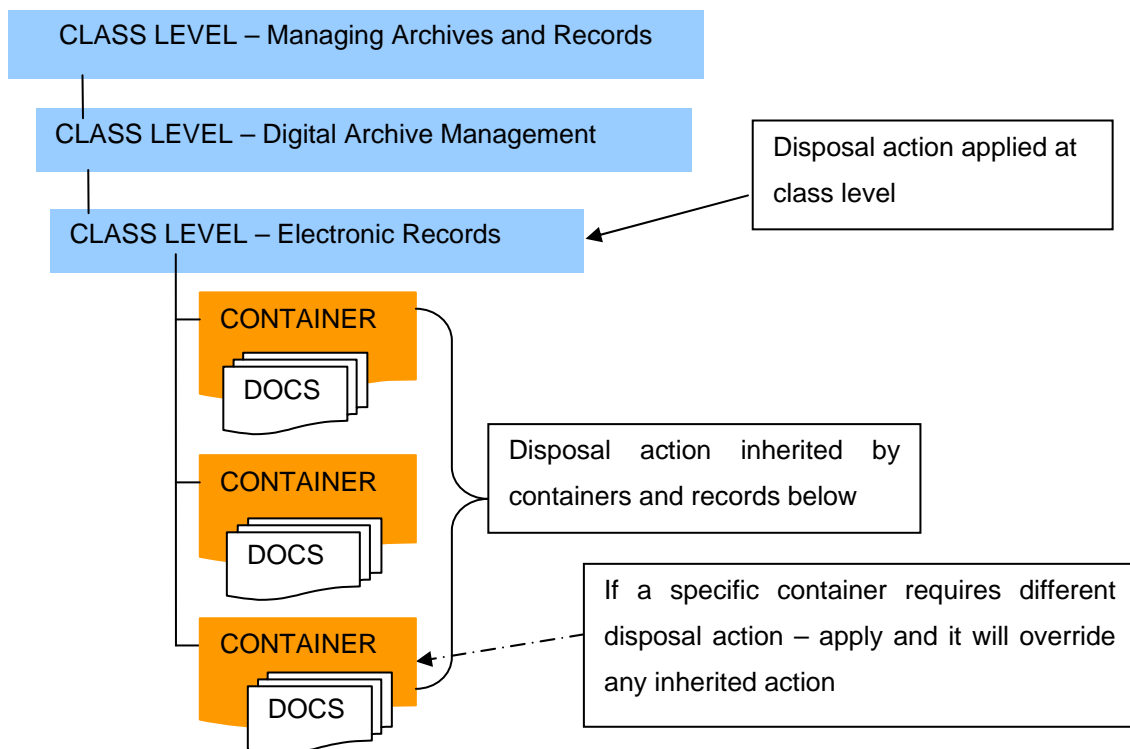 CLASS LEVEL – Managing Archives and Records
CLASS LEVEL – Digital Archive Management
Disposal action applied at
class level
CLASS LEVEL – Electronic Records
CONTAINER
DOCS
Disposal action inherited by
containers and records below
CONTAINER
DOCS
If a specific container requires different
disposal action – apply and it will override
any inherited action
CONTAINER
DOCS